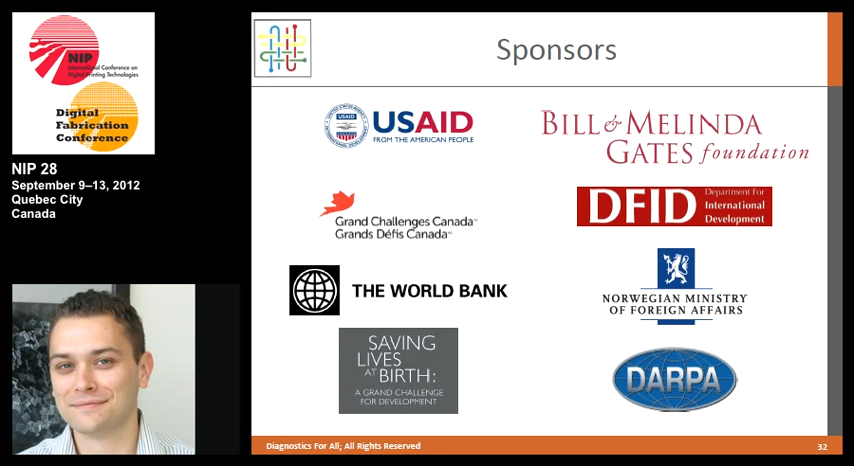 NIP
International Conference on
Digital Printing Technologies
Digital
Fabrication
Conference
NIP 28
September 9–13, 2012
Quebec City
Canada
Sponsors
USAID
USAID
FROM THE AMERICAN PEOPLE
BILL & MELINDA
GATES foundation
Grand Challenges Canada™
Grands Défis Canada
DFID
Department For
International
Development
THE WORLD BANK
NORWEGIAN MINISTRY
OF FOREIGN AFFAIRS
SAVING
LIVES
AT BIRTH:
A GRAND CHALLENGE
FOR DEVELOPMENT
DARPA
Diagnostics For All; All Rights Reserved
32